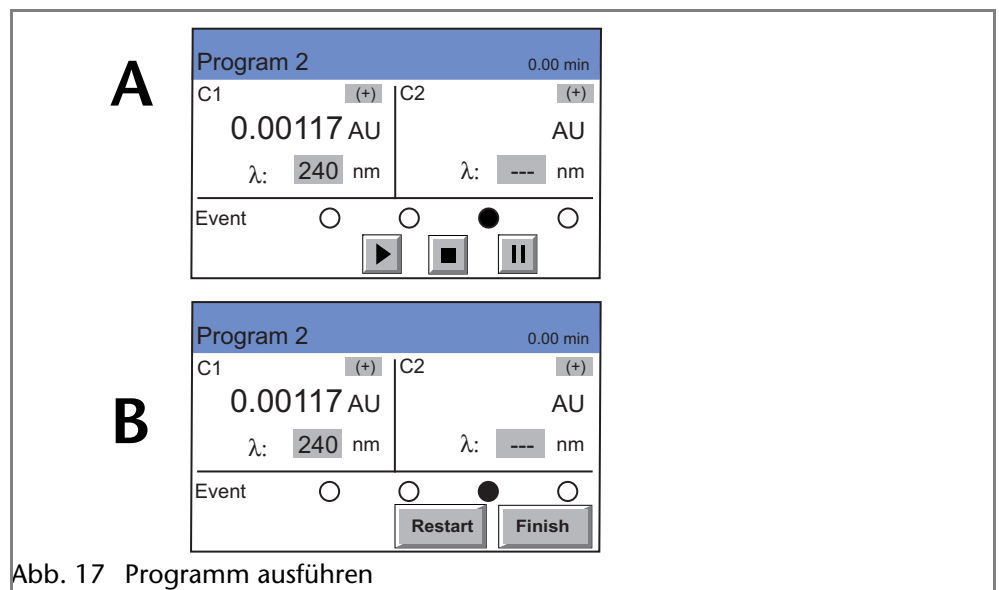 A
Program 2 0.00 min
C1 (+) C2 (+)
0.00117 AU AU
λ: 240 nm λ: --- nm
Event
B
Program 2 0.00 min
C1 (+) C2 (+)
0.00117 AU AU
λ: 240 nm λ: --- nm
Event
Restart Finish
Abb. 17 Programm ausführen